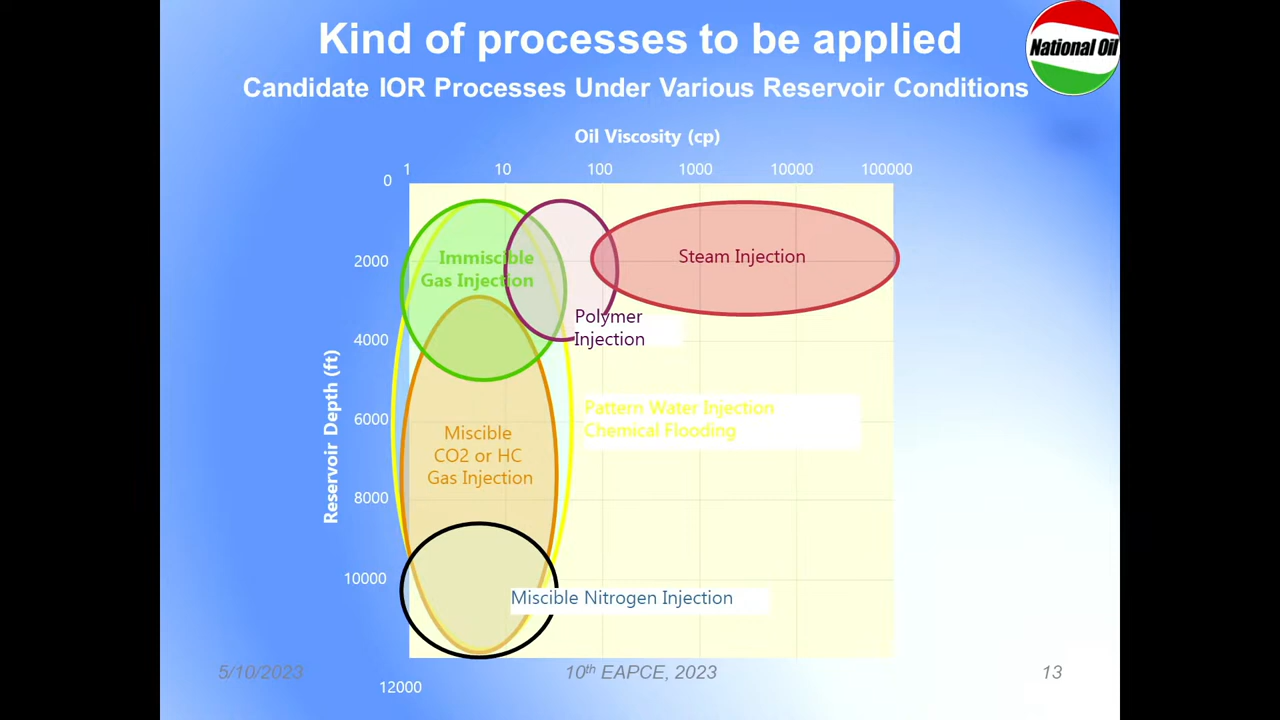 Kind of processes to be applied
National Oil
Candidate IOR Processes Under Various Reservoir Conditions
Oil Viscosity (cp)
1 10 100 1000 10000 100000
0
2000
4000
6000
8000
10000
12000
Reservoir Depth (ft)
Immiscible
Gas Injection
Steam Injection
Polymer
Injection
Pattern Water Injection
Chemical Flooding
Miscible
CO2 or HC
Gas Injection
Miscible Nitrogen Injection
5/10/2023
10th EAPCE, 2023
13